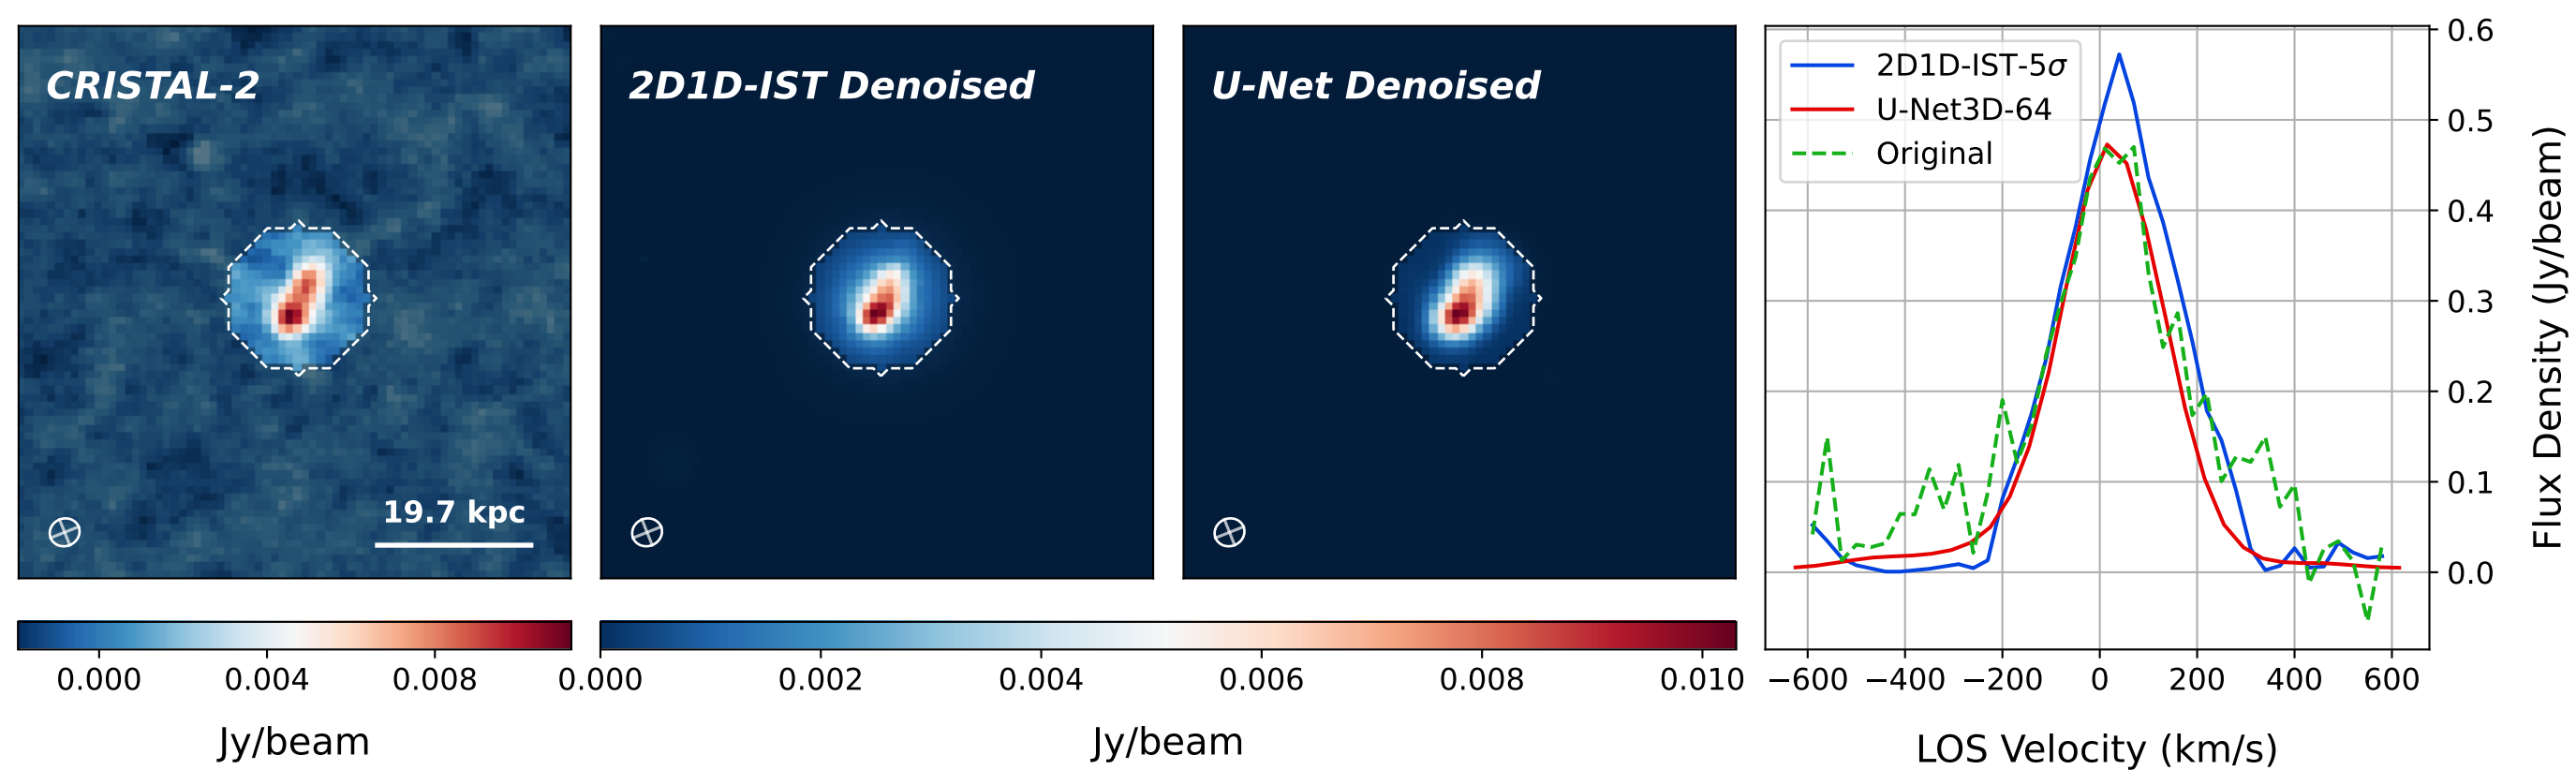 CRISTAL-2
19.7 kpc
2D1D-IST Denoised
U-Net Denoised
2D1D-IST-5σ
U-Net3D-64
Original
0.6
0.5
0.4
0.3
0.2
0.1
0.0
Flux Density (Jy/beam)
−600 −400 −200 0 200 400 600
LOS Velocity (km/s)
0.000 0.004 0.008
Jy/beam
0.000 0.002 0.004 0.006 0.008 0.010
Jy/beam